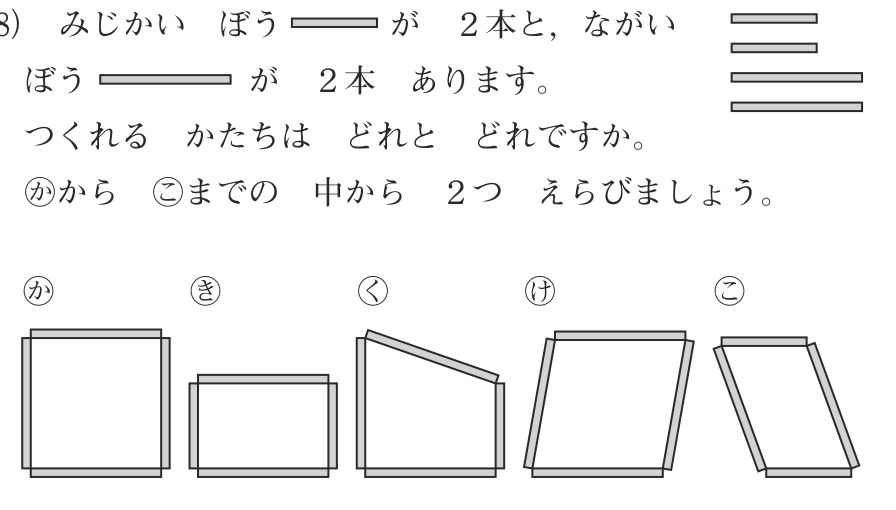 8) みじかい ぼう が 2本と，ながい
ぼう が 2本 あります。
つくれる かたちは どれと どれですか。
㋕から ㋙までの 中から 2つ えらびましょう。
㋕ ㋖ ㋗ ㋘ ㋙